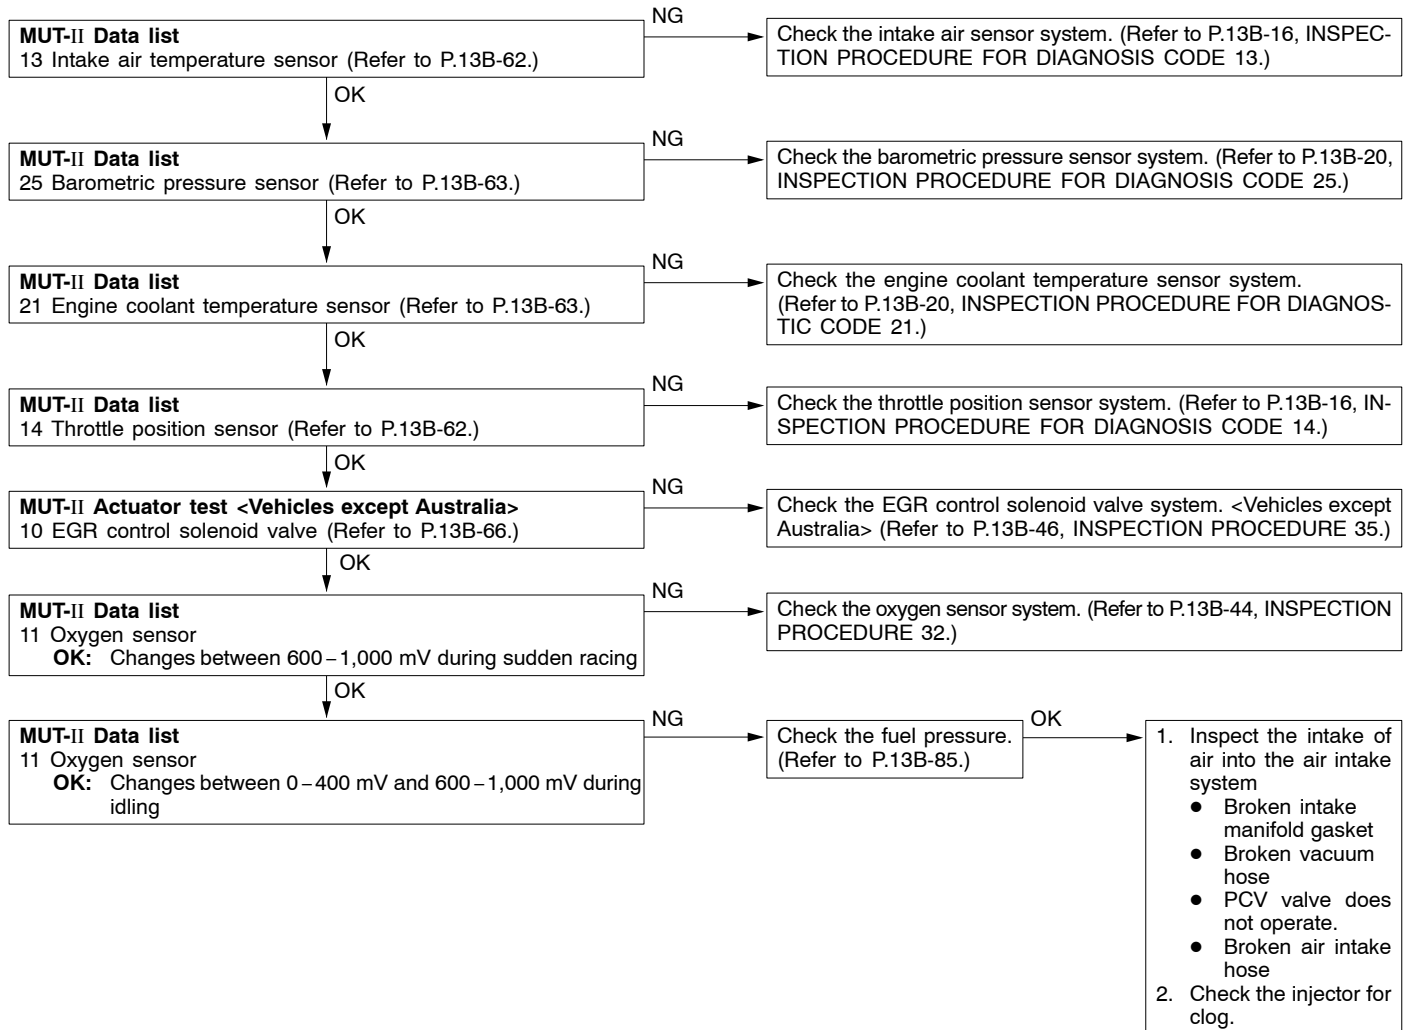 MUT-II Data list
13 Intake air temperature sensor (Refer to P.13B-62.)
NG
Check the intake air sensor system. (Refer to P.13B-16, INSPEC-
TION PROCEDURE FOR DIAGNOSIS CODE 13.)
OK
MUT-II Data list
25 Barometric pressure sensor (Refer to P.13B-63.)
NG
Check the barometric pressure sensor system. (Refer to P.13B-20,
INSPECTION PROCEDURE FOR DIAGNOSIS CODE 25.)
OK
MUT-II Data list
21 Engine coolant temperature sensor (Refer to P.13B-63.)
NG
Check the engine coolant temperature sensor system.
(Refer to P.13B-20, INSPECTION PROCEDURE FOR DIAGNOS-
TIC CODE 21.)
OK
MUT-II Data list
14 Throttle position sensor (Refer to P.13B-62.)
NG
Check the throttle position sensor system. (Refer to P.13B-16, IN-
SPECTION PROCEDURE FOR DIAGNOSIS CODE 14.)
OK
MUT-II Actuator test <Vehicles except Australia>
10 EGR control solenoid valve (Refer to P.13B-66.)
NG
Check the EGR control solenoid valve system. <Vehicles except
Australia> (Refer to P.13B-46, INSPECTION PROCEDURE 35.)
OK
MUT-II Data list
11 Oxygen sensor
OK: Changes between 600–1,000 mV during sudden racing
NG
Check the oxygen sensor system. (Refer to P.13B-44, INSPECTION
PROCEDURE 32.)
OK
MUT-II Data list
11 Oxygen sensor
OK: Changes between 0–400 mV and 600–1,000 mV during
idling
NG
Check the fuel pressure.
(Refer to P.13B-85.)
OK
1. Inspect the intake of
air into the air intake
system
● Broken intake
manifold gasket
● Broken vacuum
hose
● PCV valve does
not operate.
● Broken air intake
hose
2. Check the injector for
clog.